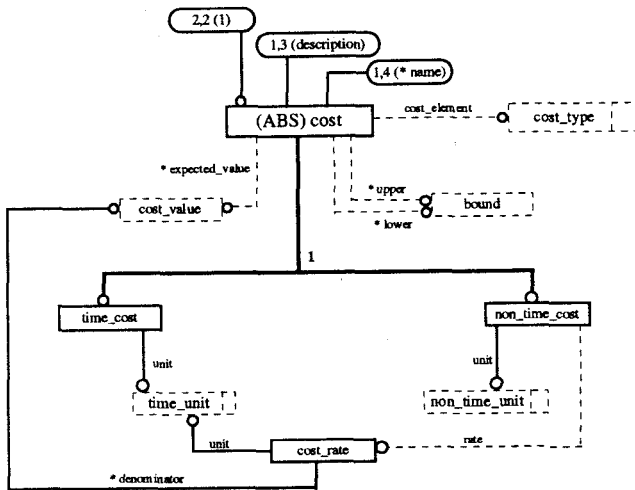 2,2 (1)
1,3 (description)
1,4 (* name)
(ABS) cost
cost_element
cost_type
* expected_value
cost_value
* upper
bound
* lower
1
time_cost
non_time_cost
unit
unit
time_unit
non_time_unit
unit
cost_rate
rate
* denominator